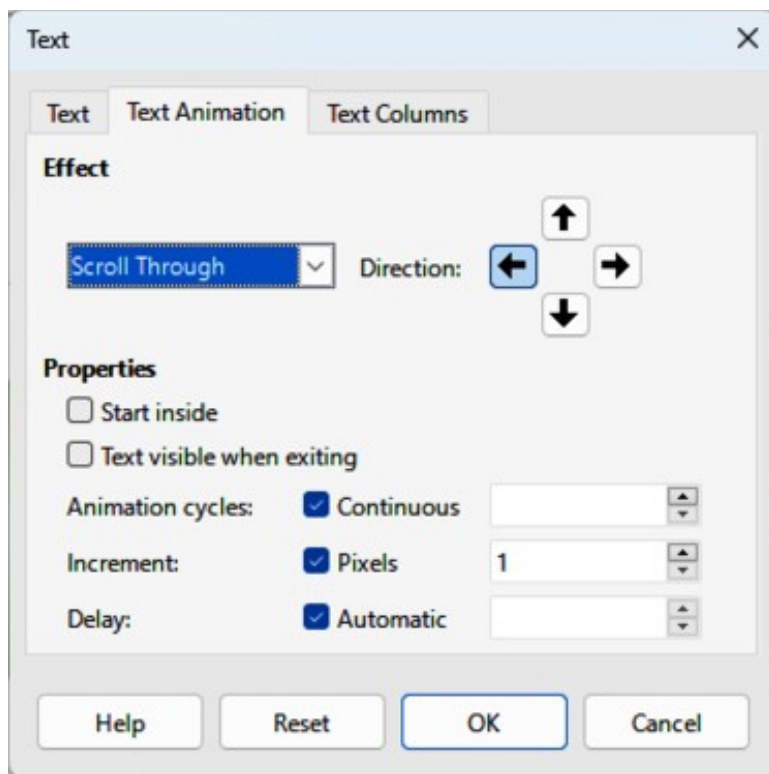 Text
Text Text Animation Text Columns
Effect
Scroll Through Direction:
Properties
Start inside
Text visible when exiting
Animation cycles: Continuous
Increment: Pixels 1
Delay: Automatic
Help Reset OK Cancel